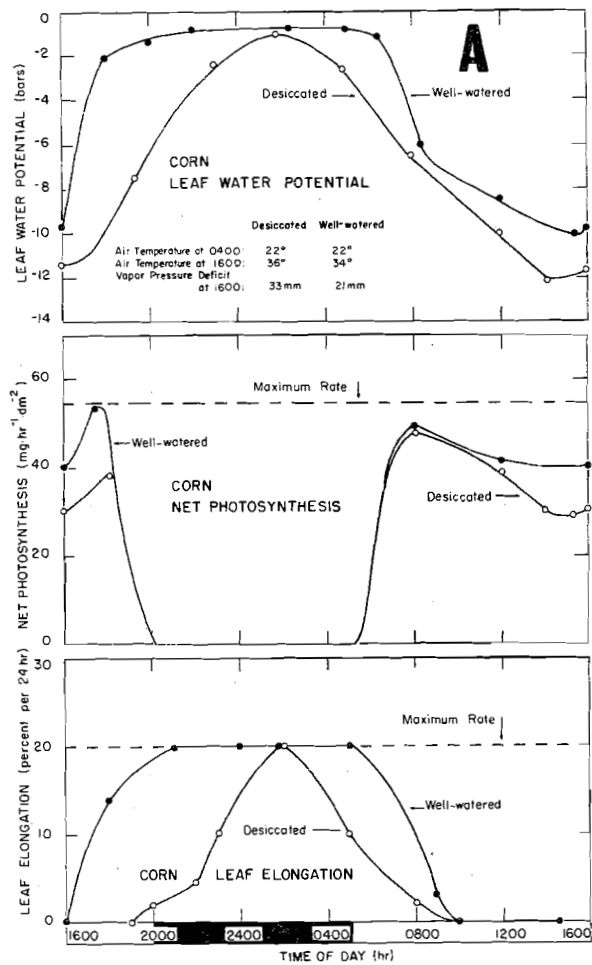 A
LEAF WATER POTENTIAL (bars)
0
-2
-4
-6
-8
-10
-12
-14
Desiccated
Well-watered
CORN
LEAF WATER POTENTIAL
Desiccated Well-watered
Air Temperature at 0400: 22° 22°
Air Temperature at 1600: 36° 34°
Vapor Pressure Deficit
at 1600: 33mm 21mm
NET PHOTOSYNTHESIS (mg·hr⁻¹·dm⁻²)
60
40
20
0
Maximum Rate
Well-watered
CORN
NET PHOTOSYNTHESIS
Desiccated
LEAF ELONGATION (percent per 24 hr)
30
20
10
0
Maximum Rate
Well-watered
Desiccated
CORN LEAF ELONGATION
1600 2000 2400 0400 0800 1200 1600
TIME OF DAY (hr)